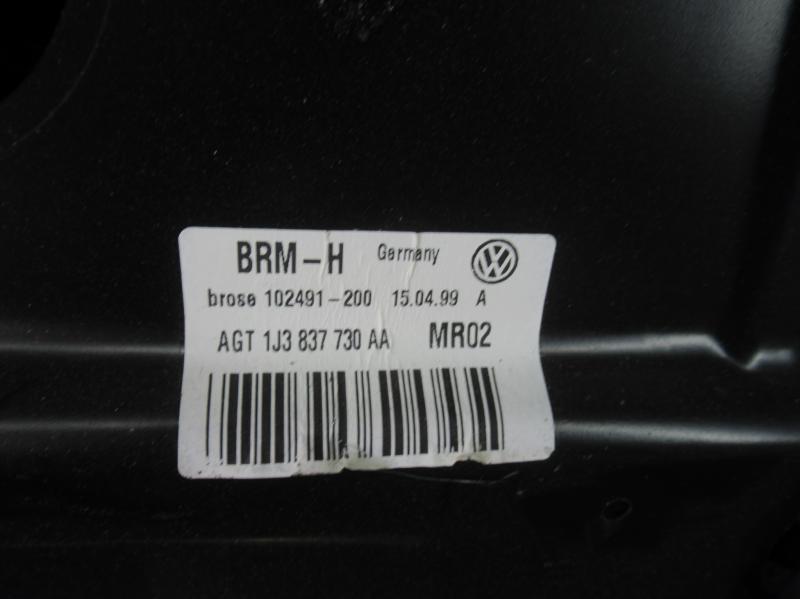 BRM-H Germany
brose 102491-200 15.04.99 A
AGT 1J3 837 730 AA MR02